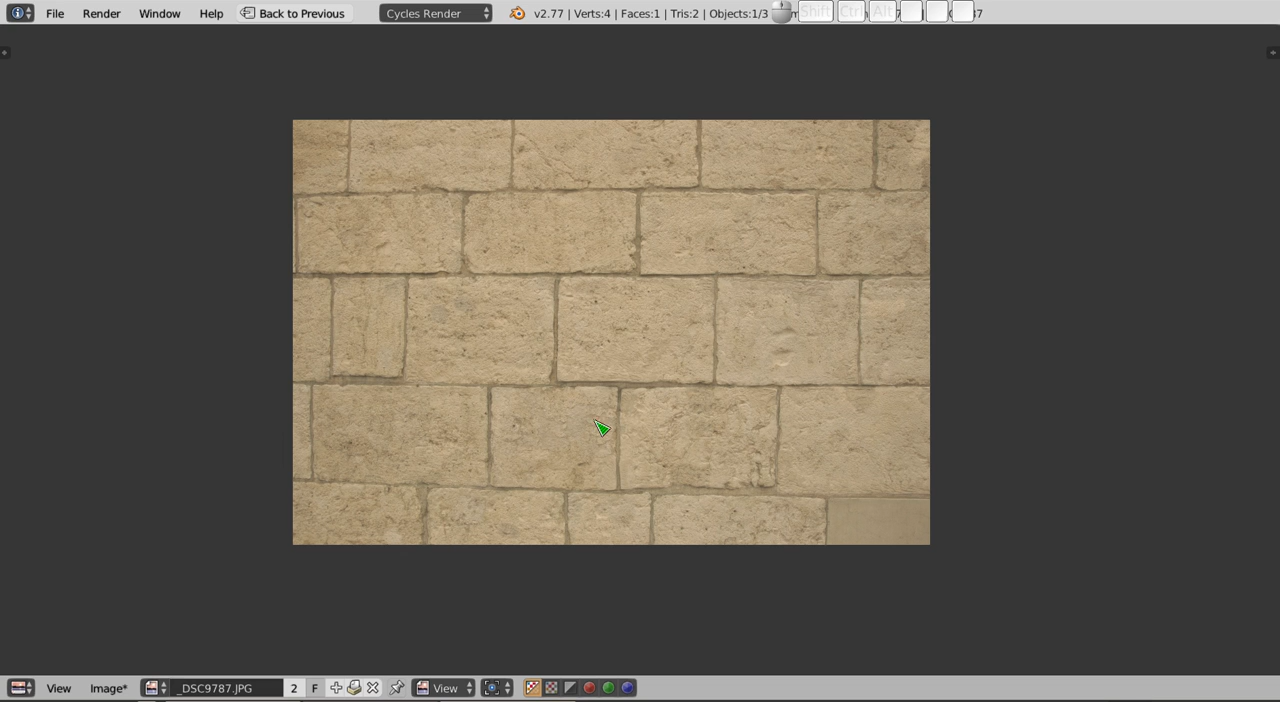 File Render Window Help Back to Previous Cycles Render v2.77 | Verts:4 | Faces:1 | Tris:2 | Objects:1/3 Shift Ctrl Alt
View Image* _DSC9787.JPG 2 F View